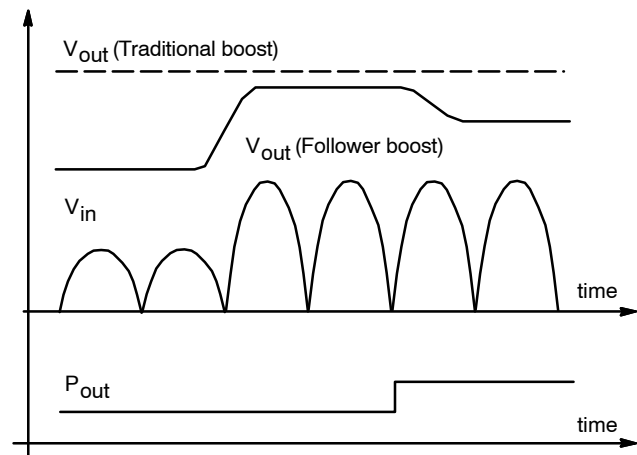 Vout (Traditional boost)
Vout (Follower boost)
Vin
time
Pout
time